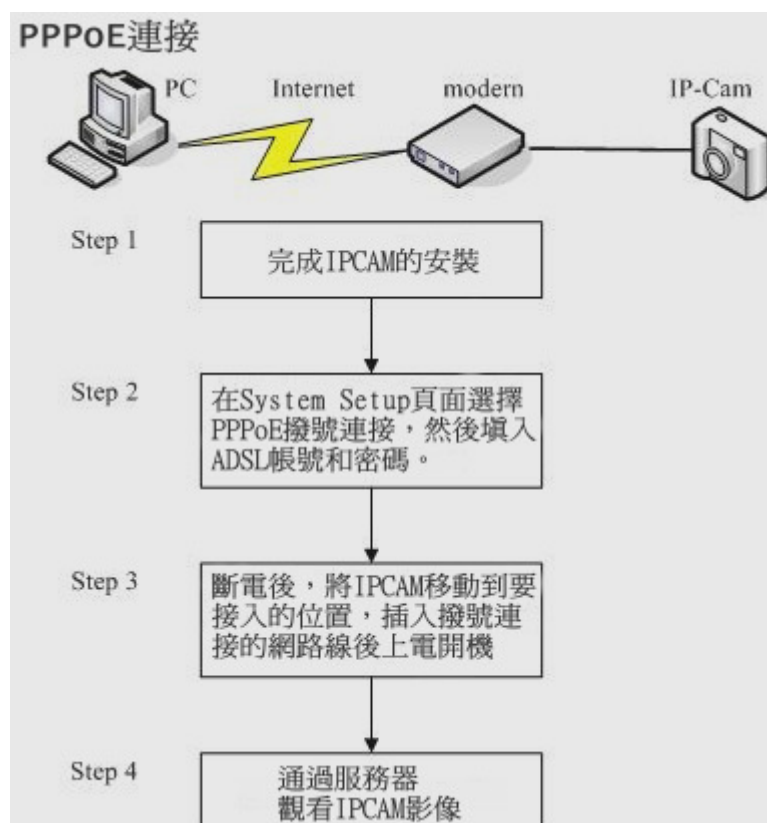 PPPoE連接
PC
Internet
modern
IP-Cam
Step 1
完成IPCAM的安裝
Step 2
在System Setup頁面選擇
PPPoE撥號連接，然後填入
ADSL帳號和密碼。
Step 3
斷電後，將IPCAM移動到要
接入的位置，插入撥號連
接的網路線後上電開機
Step 4
通過服務器
觀看IPCAM影像